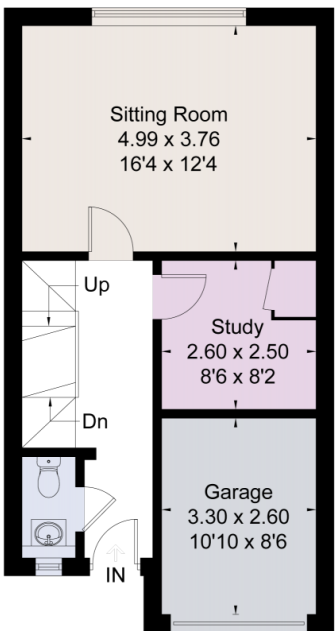 Sitting Room
4.99 x 3.76
16'4 x 12'4
Up
Study
2.60 x 2.50
8'6 x 8'2
Dn
Garage
3.30 x 2.60
10'10 x 8'6
IN